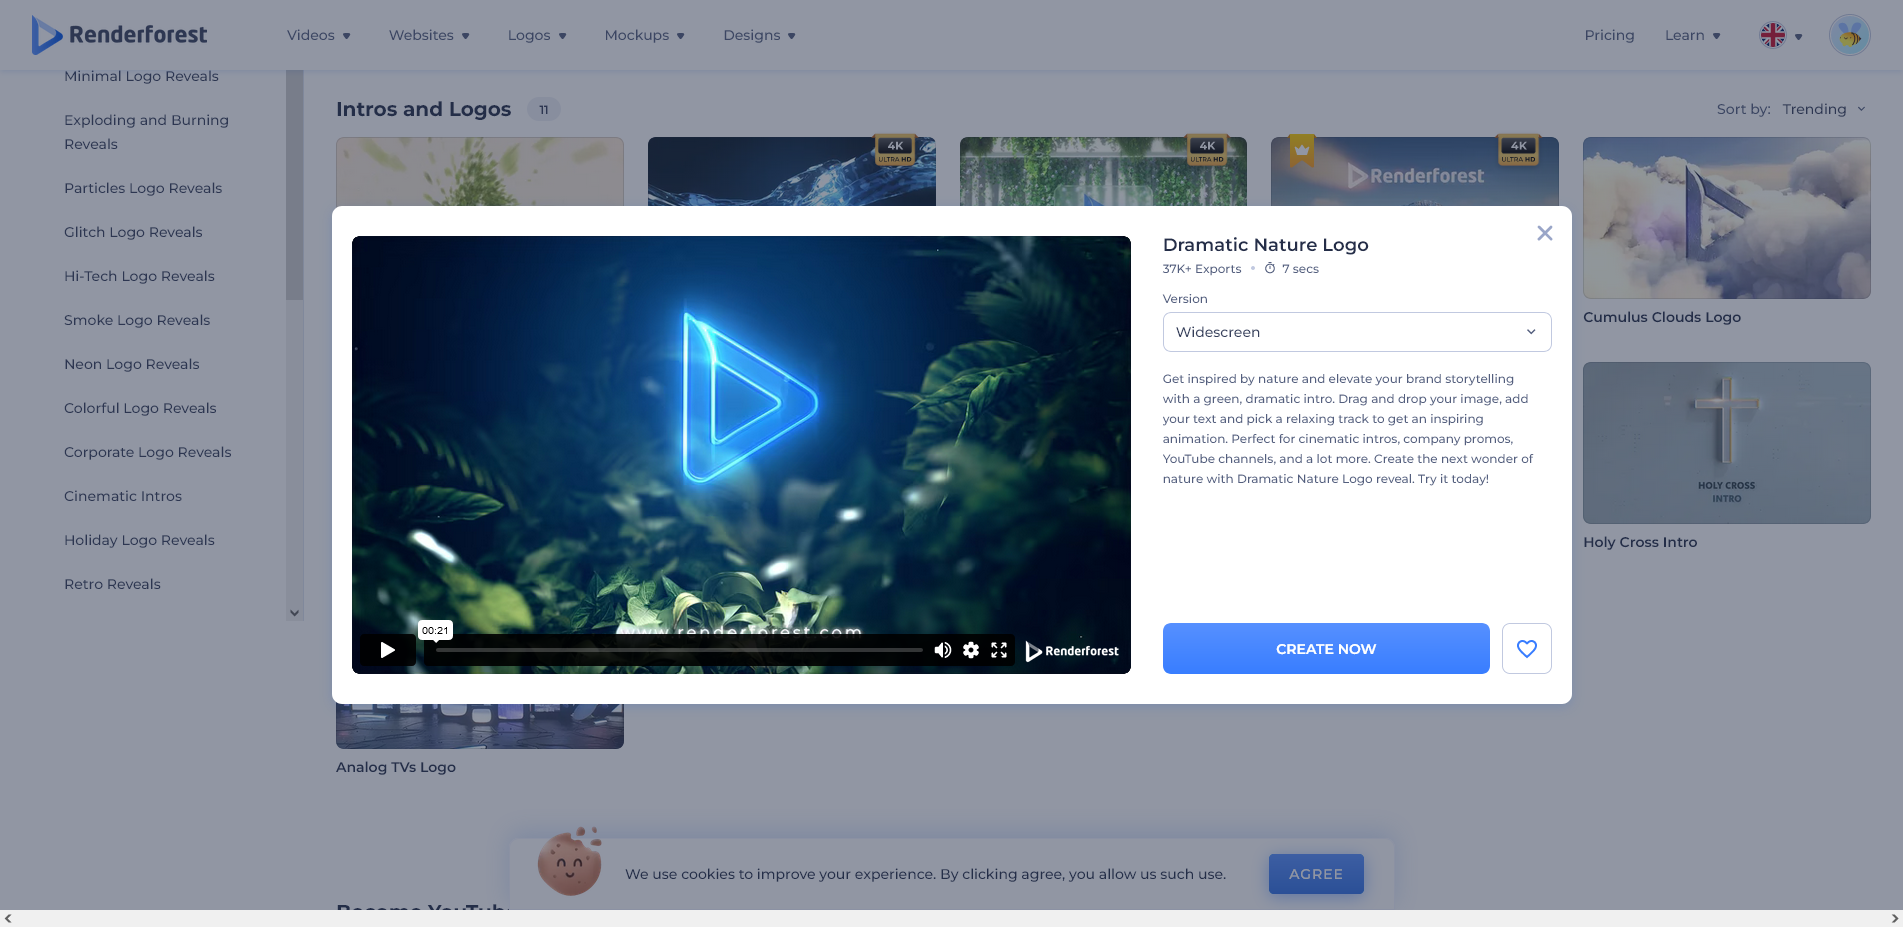 Renderforest
Videos
Websites
Logos
Mockups
Designs
Pricing
Learn
Minimal Logo Reveals
Exploding and Burning
Reveals
Particles Logo Reveals
Glitch Logo Reveals
Hi-Tech Logo Reveals
Smoke Logo Reveals
Neon Logo Reveals
Colorful Logo Reveals
Corporate Logo Reveals
Cinematic Intros
Holiday Logo Reveals
Retro Reveals
Intros and Logos 11
Sort by: Trending
4K
ULTRA HD
4K
ULTRA HD
4K
ULTRA HD
Renderforest
Cumulus Clouds Logo
HOLY CROSS
INTRO
Holy Cross Intro
Analog TVs Logo
www.renderforest.com
00:21
Renderforest
Dramatic Nature Logo
37K+ Exports • 7 secs
Version
Widescreen
Get inspired by nature and elevate your brand storytelling
with a green, dramatic intro. Drag and drop your image, add
your text and pick a relaxing track to get an inspiring
animation. Perfect for cinematic intros, company promos,
YouTube channels, and a lot more. Create the next wonder of
nature with Dramatic Nature Logo reveal. Try it today!
CREATE NOW
We use cookies to improve your experience. By clicking agree, you allow us such use.
AGREE